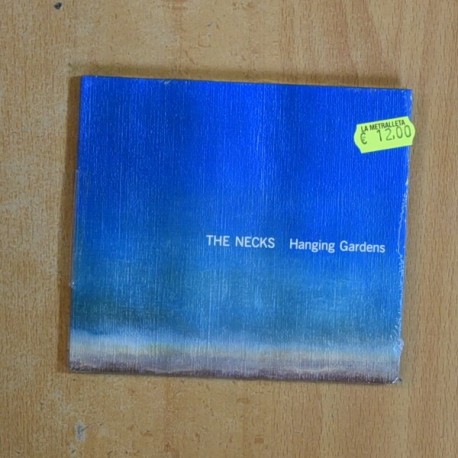 LA METRALLETA
€ 12.00
THE NECKS Hanging Gardens